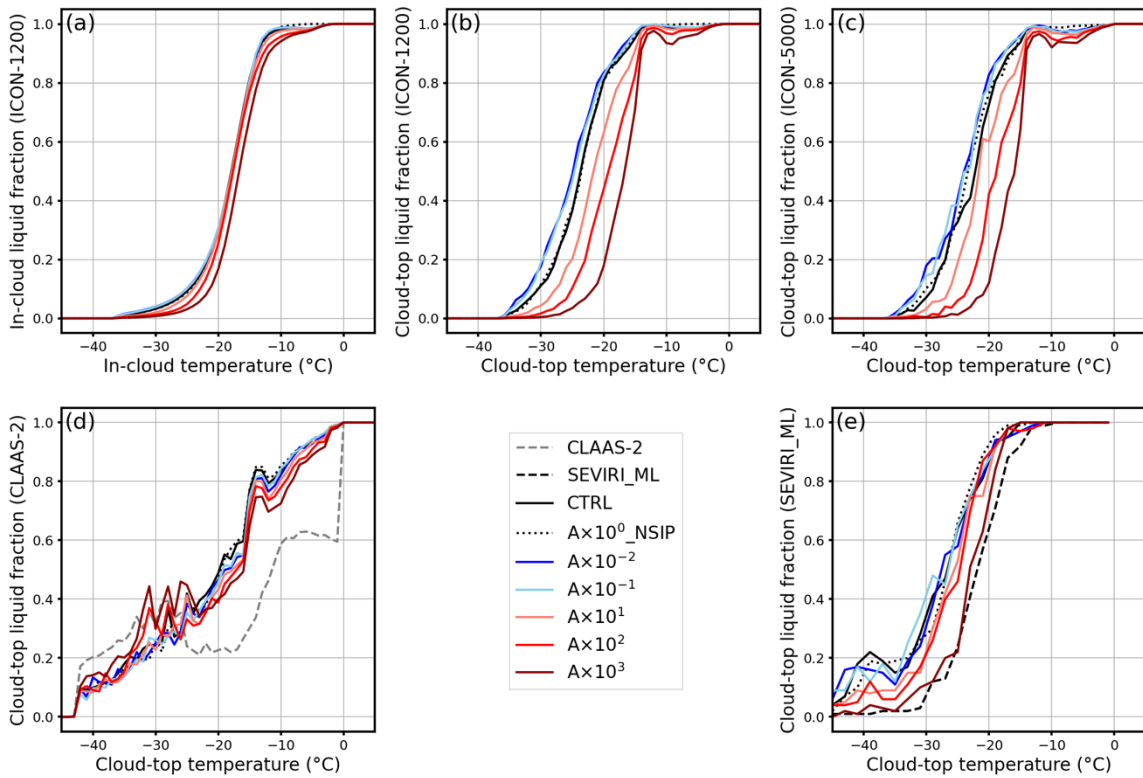 (a)
In-cloud liquid fraction (ICON-1200)
1.0
0.8
0.6
0.4
0.2
0.0
−40 −30 −20 −10 0
In-cloud temperature (°C)
(b)
Cloud-top liquid fraction (ICON-1200)
1.0
0.8
0.6
0.4
0.2
0.0
−40 −30 −20 −10 0
Cloud-top temperature (°C)
(c)
Cloud-top liquid fraction (ICON-5000)
1.0
0.8
0.6
0.4
0.2
0.0
−40 −30 −20 −10 0
Cloud-top temperature (°C)
(d)
Cloud-top liquid fraction (CLAAS-2)
1.0
0.8
0.6
0.4
0.2
0.0
−40 −30 −20 −10 0
Cloud-top temperature (°C)
CLAAS-2
SEVIRI_ML
CTRL
A×10⁰_NSIP
A×10⁻²
A×10⁻¹
A×10¹
A×10²
A×10³
(e)
Cloud-top liquid fraction (SEVIRI_ML)
1.0
0.8
0.6
0.4
0.2
0.0
−40 −30 −20 −10 0
Cloud-top temperature (°C)